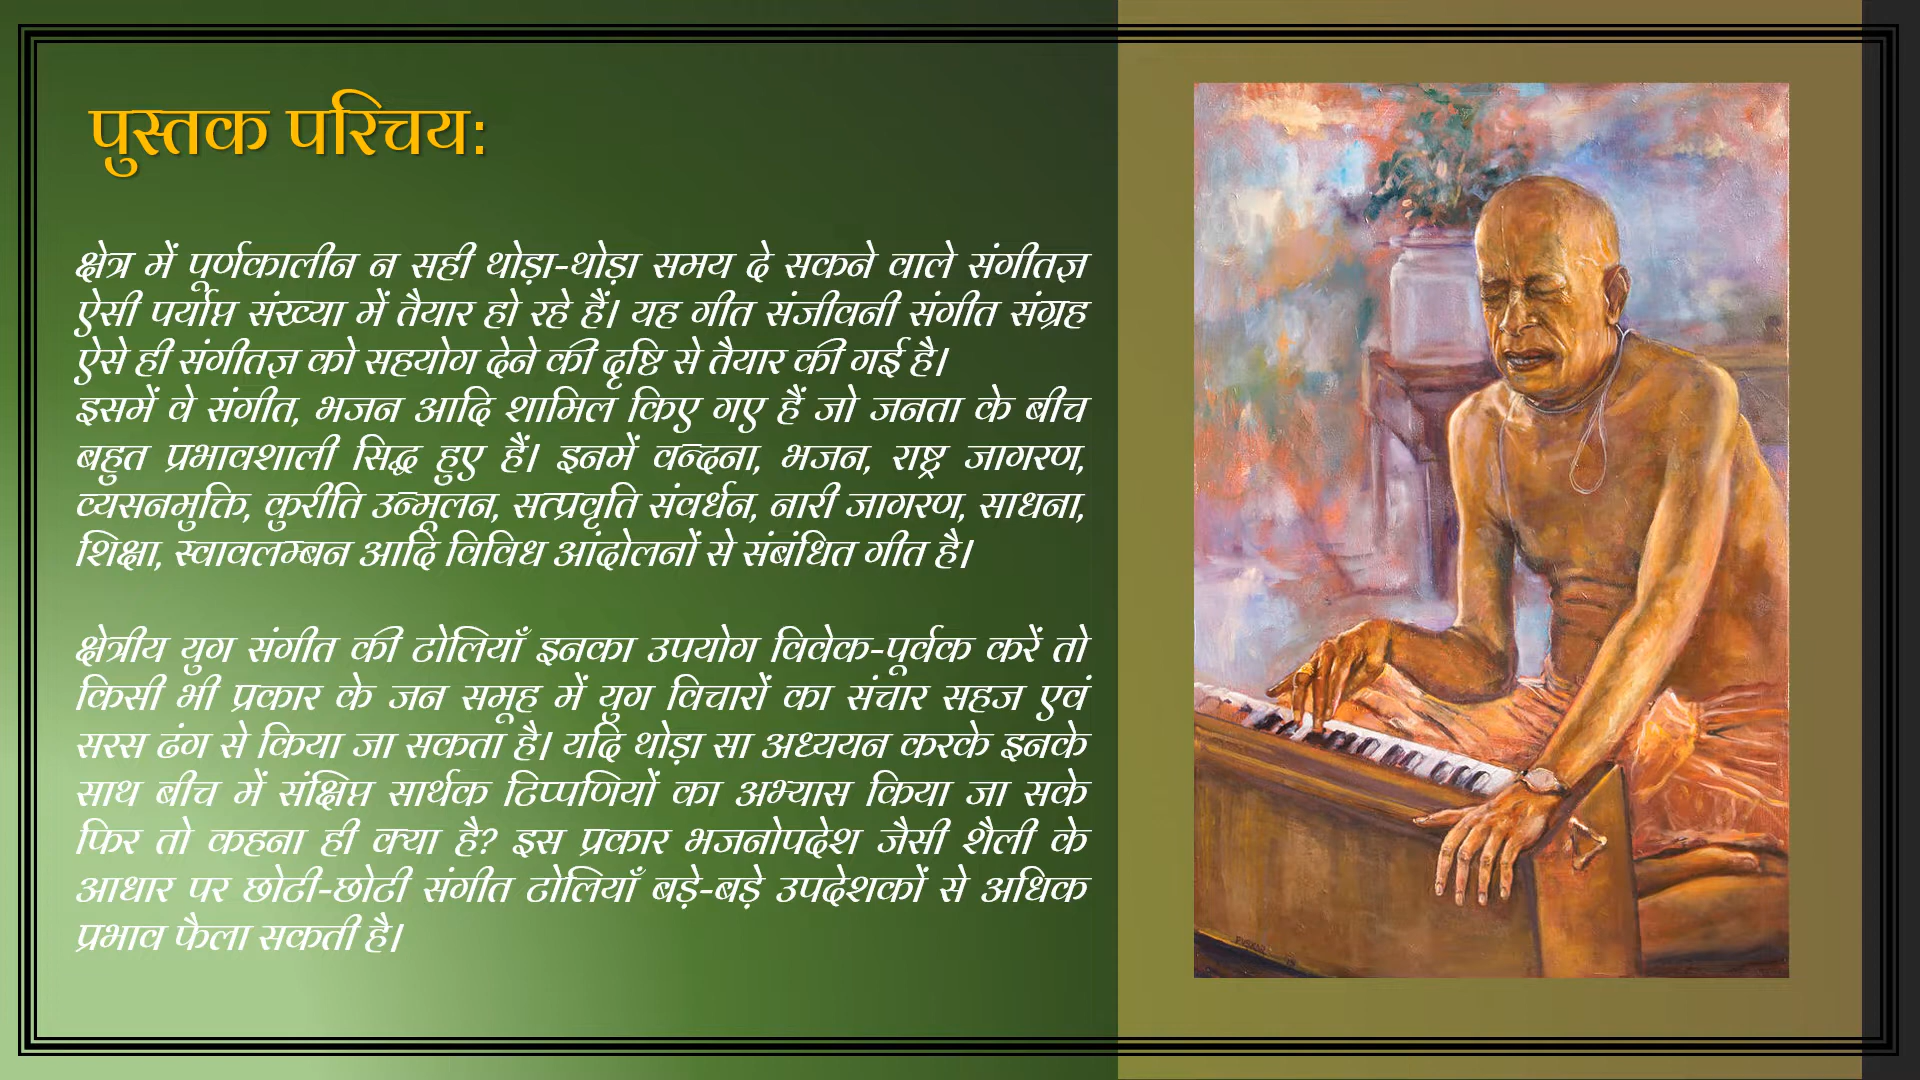 पुस्तक परिचय:
क्षेत्र में पूर्णकालीन न सही थोड़ा-थोड़ा समय दे सकने वाले संगीतज्ञ
ऐसी पर्याप्त संख्या में तैयार हो रहे हैं। यह गीत संजीवनी संगीत संग्रह
ऐसे ही संगीतज्ञ को सहयोग देने की दृष्टि से तैयार की गई है।
इसमें वे संगीत, भजन आदि शामिल किए गए हैं जो जनता के बीच
बहुत प्रभावशाली सिद्ध हुए हैं। इनमें वन्दना, भजन, राष्ट्र जागरण,
व्यसनमुक्ति, कुरीति उन्मूलन, सत्प्रवृति संवर्धन, नारी जागरण, साधना,
शिक्षा, स्वावलम्बन आदि विविध आंदोलनों से संबंधित गीत है।
क्षेत्रीय युग संगीत की टोलियाँ इनका उपयोग विवेक-पूर्वक करें तो
किसी भी प्रकार के जन समूह में युग विचारों का संचार सहज एवं
सरस ढंग से किया जा सकता है। यदि थोड़ा सा अध्ययन करके इनके
साथ बीच में संक्षिप्त सार्थक टिप्पणियों का अभ्यास किया जा सके
फिर तो कहना ही क्या है? इस प्रकार भजनोपदेश जैसी शैली के
आधार पर छोटी-छोटी संगीत टोलियाँ बड़े-बड़े उपदेशकों से अधिक
प्रभाव फैला सकती है।